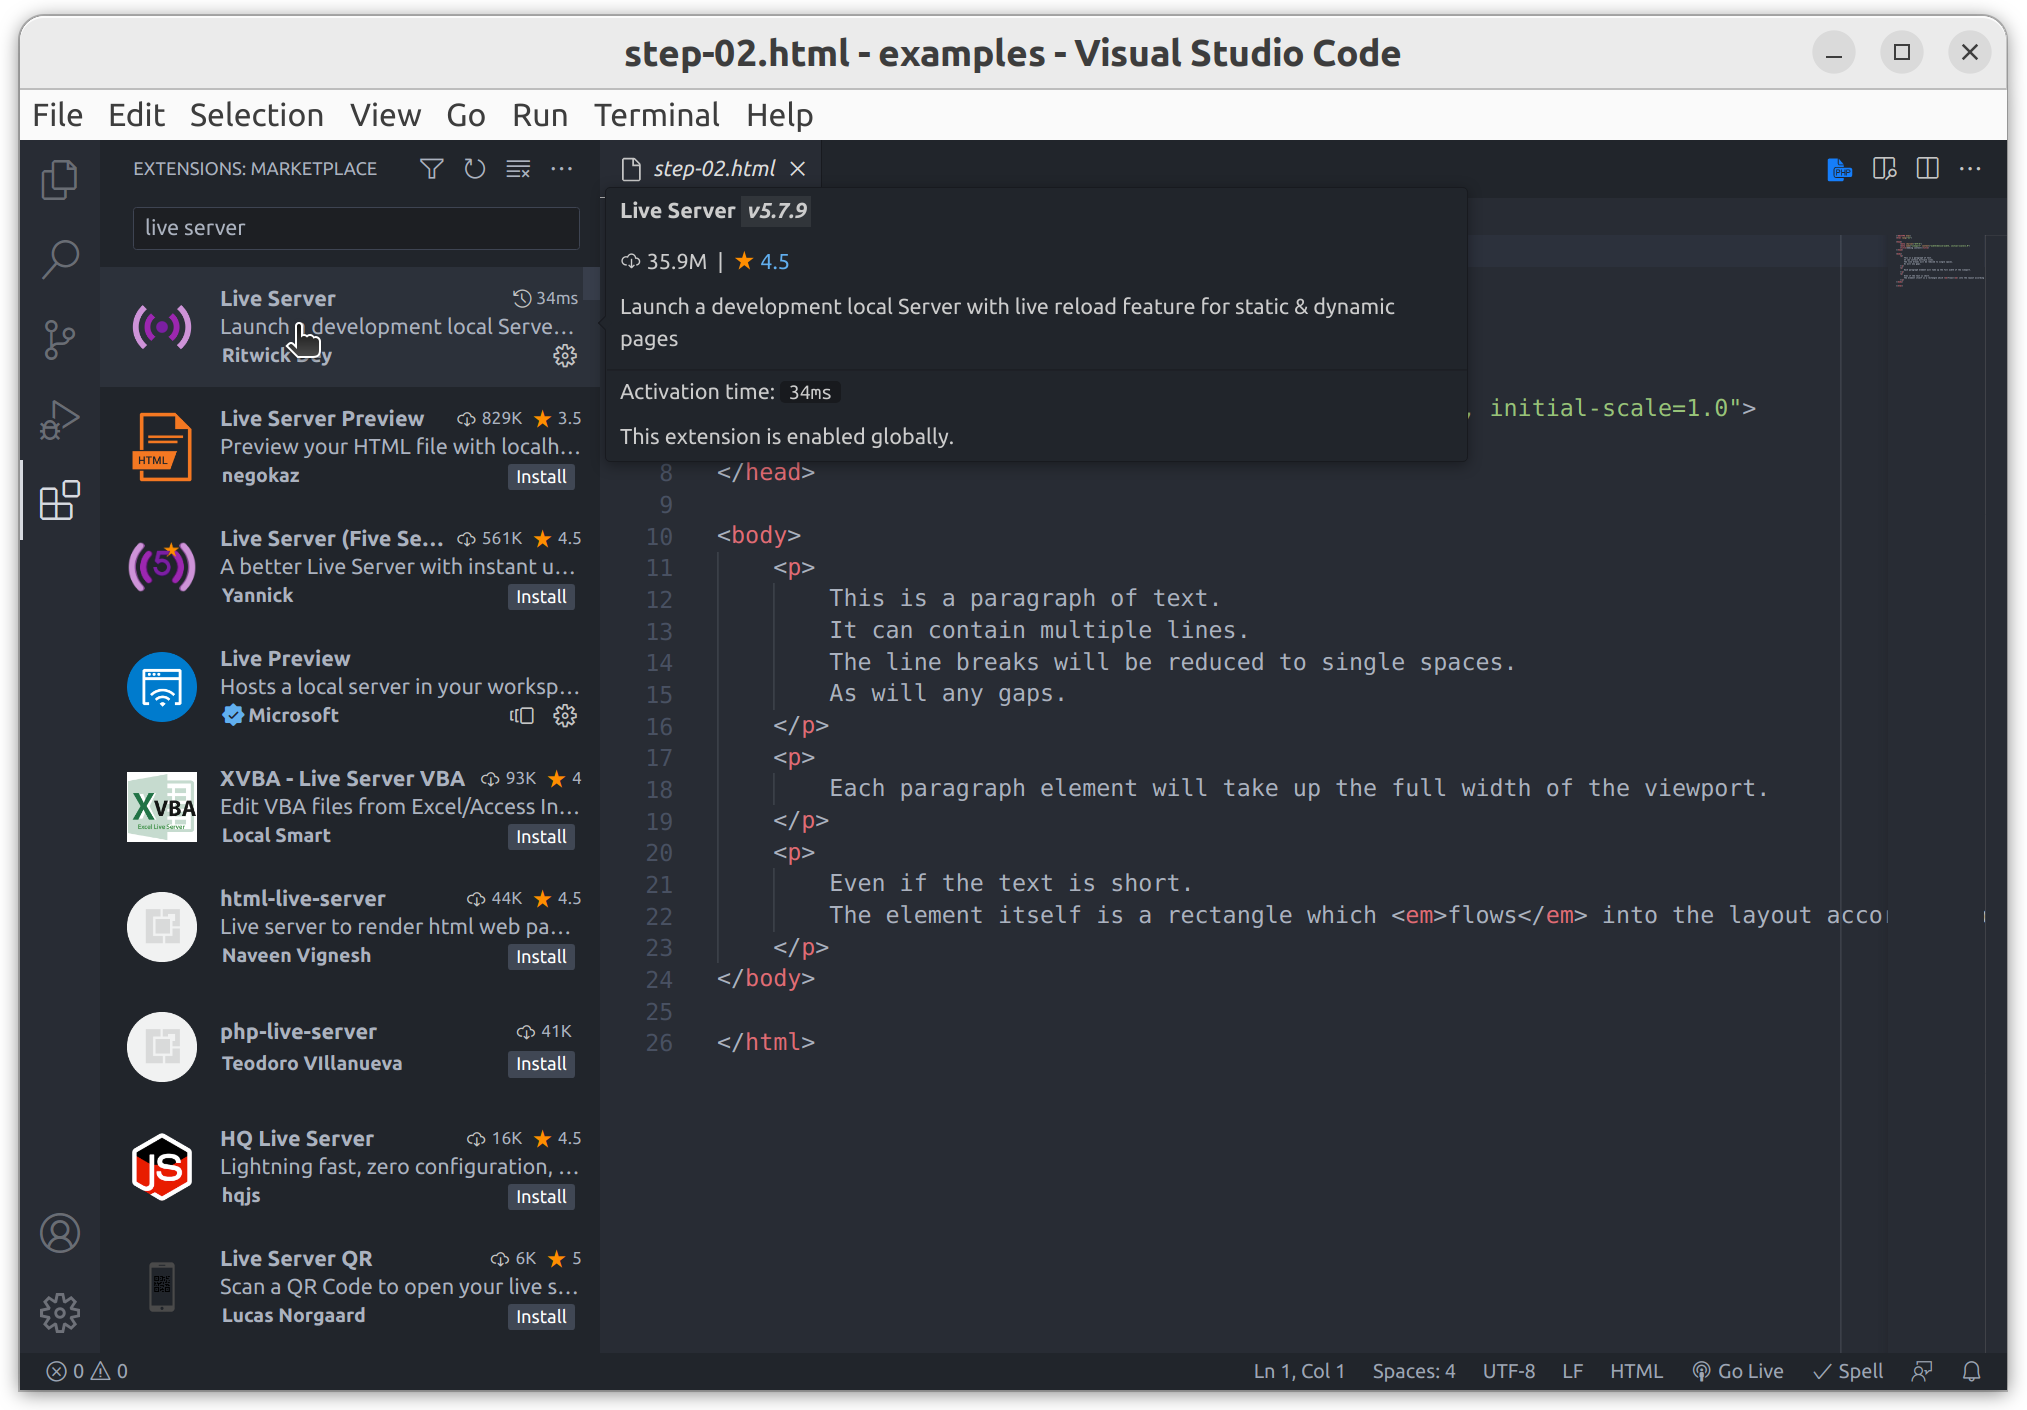 step-02.html - examples - Visual Studio Code
File Edit Selection View Go Run Terminal Help
EXTENSIONS: MARKETPLACE
live server
Live Server 34ms
Launch a development local Serve...
Ritwick Dey
Live Server Preview 829K 3.5
Preview your HTML file with localh...
negokaz Install
HTML
Live Server (Five Se... 561K 4.5
A better Live Server with instant u...
Yannick Install
5
Live Preview
Hosts a local server in your worksp...
Microsoft
XVBA - Live Server VBA 93K 4
Edit VBA files from Excel/Access In...
Local Smart Install
XVBA
Excel Live Server
html-live-server 44K 4.5
Live server to render html web pa...
Naveen Vignesh Install
php-live-server 41K
Teodoro VIllanueva Install
HQ Live Server 16K 4.5
Lightning fast, zero configuration, ...
hqjs Install
JS
Live Server QR 6K 5
Scan a QR Code to open your live s...
Lucas Norgaard Install
step-02.html
PHP
Live Server v5.7.9
35.9M | 4.5
Launch a development local Server with live reload feature for static & dynamic
pages
Activation time: 34ms
This extension is enabled globally.
, initial-scale=1.0">
8 </head>
9
10 <body>
11 <p>
12 This is a paragraph of text.
13 It can contain multiple lines.
14 The line breaks will be reduced to single spaces.
15 As will any gaps.
16 </p>
17 <p>
18 Each paragraph element will take up the full width of the viewport.
19 </p>
20 <p>
21 Even if the text is short.
22 The element itself is a rectangle which <em>flows</em> into the layout acco
23 </p>
24 </body>
25
26 </html>
0 0
Ln 1, Col 1 Spaces: 4 UTF-8 LF HTML Go Live Spell